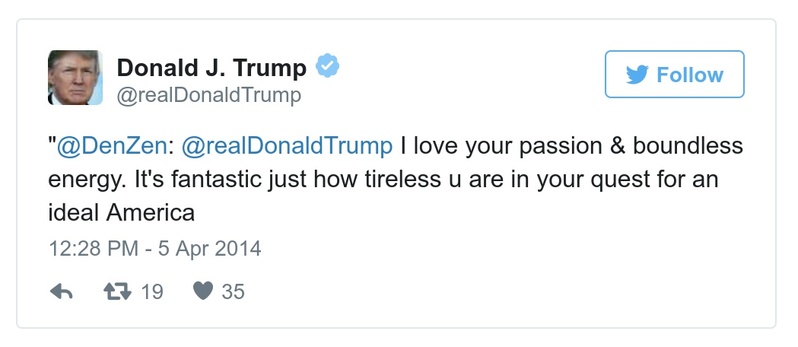 Donald J. Trump
@realDonaldTrump
Follow
"@DenZen: @realDonaldTrump I love your passion & boundless
energy. It's fantastic just how tireless u are in your quest for an
ideal America
12:28 PM - 5 Apr 2014
19 35